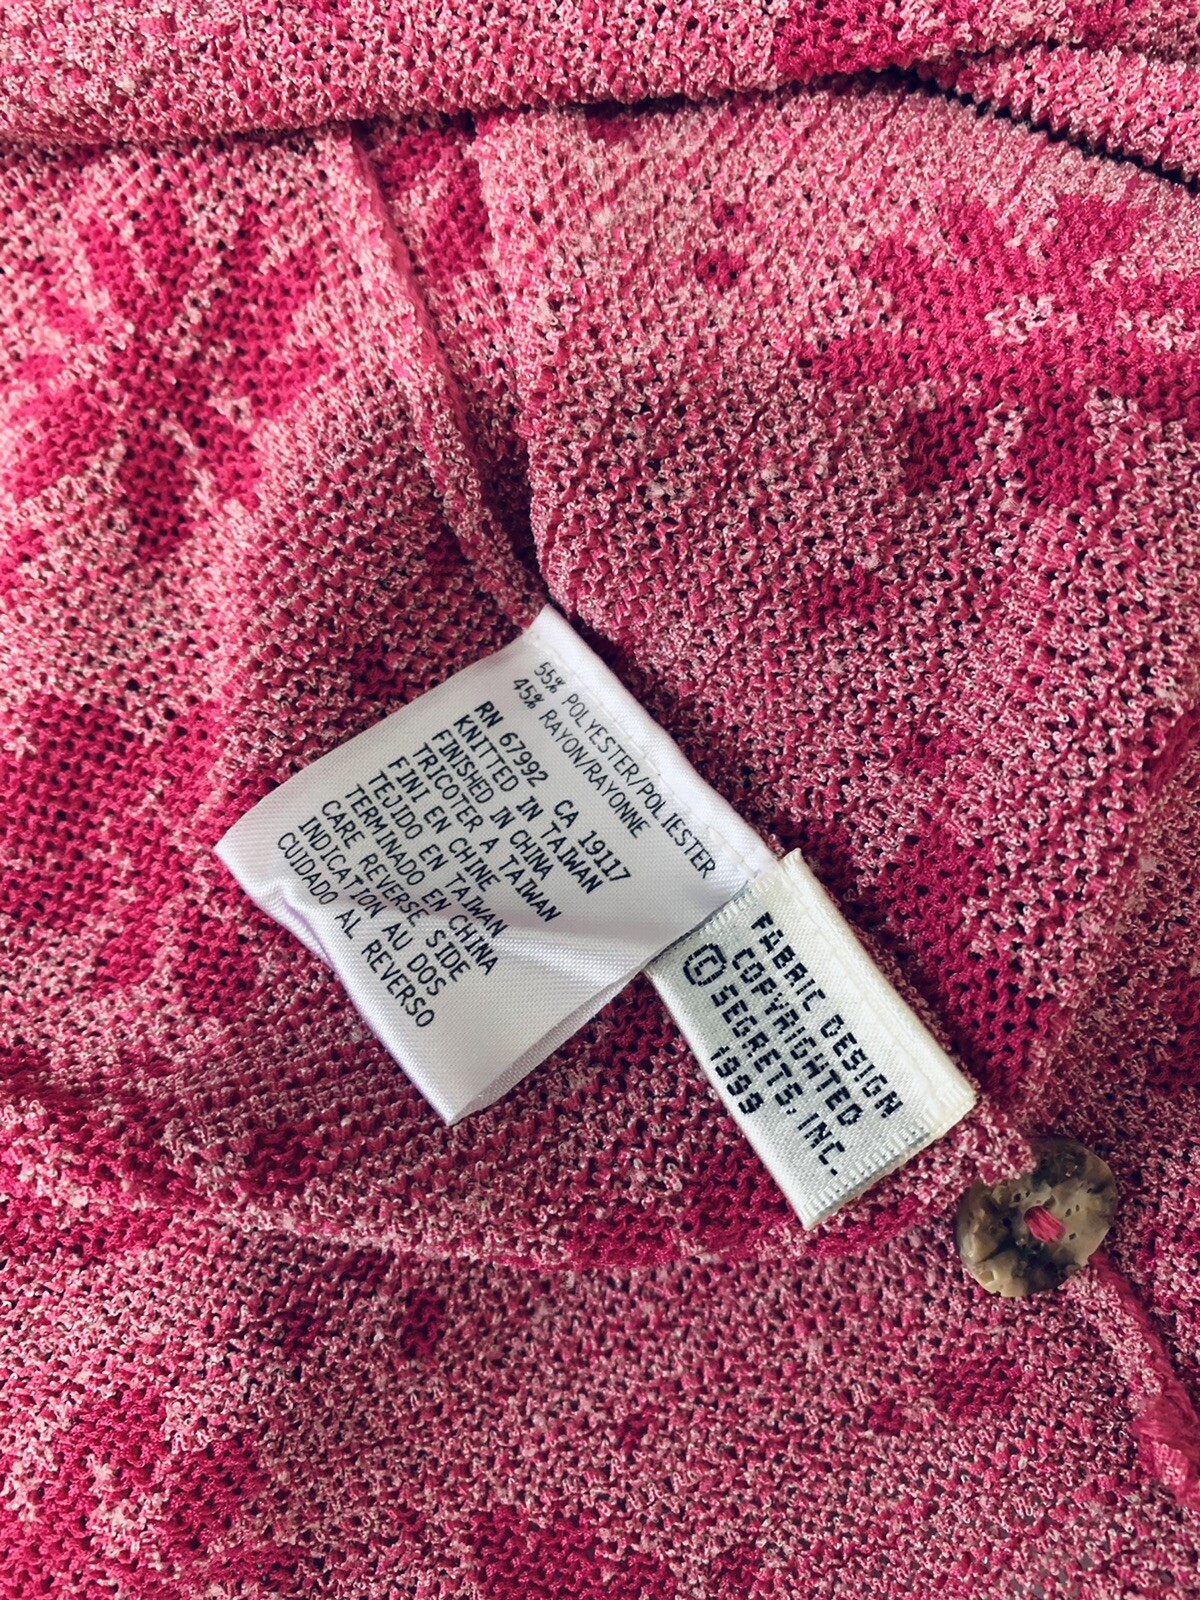 55% POLYESTER/POLIESTER
45% RAYON/RAYONNE
RN 67992 CA 19117
KNITTED IN TAIWAN
FINISHED IN CHINA
TRICOTER A TAIWAN
FINI EN CHINE
TEJIDO EN TAIWAN
TERMINADO EN CHINA
CARE REVERSE SIDE
INDICATION AU DOS
CUIDADO AL REVERSO
FABRIC DESIGN
COPYRIGHTED
© SEGRETS, INC.
1999